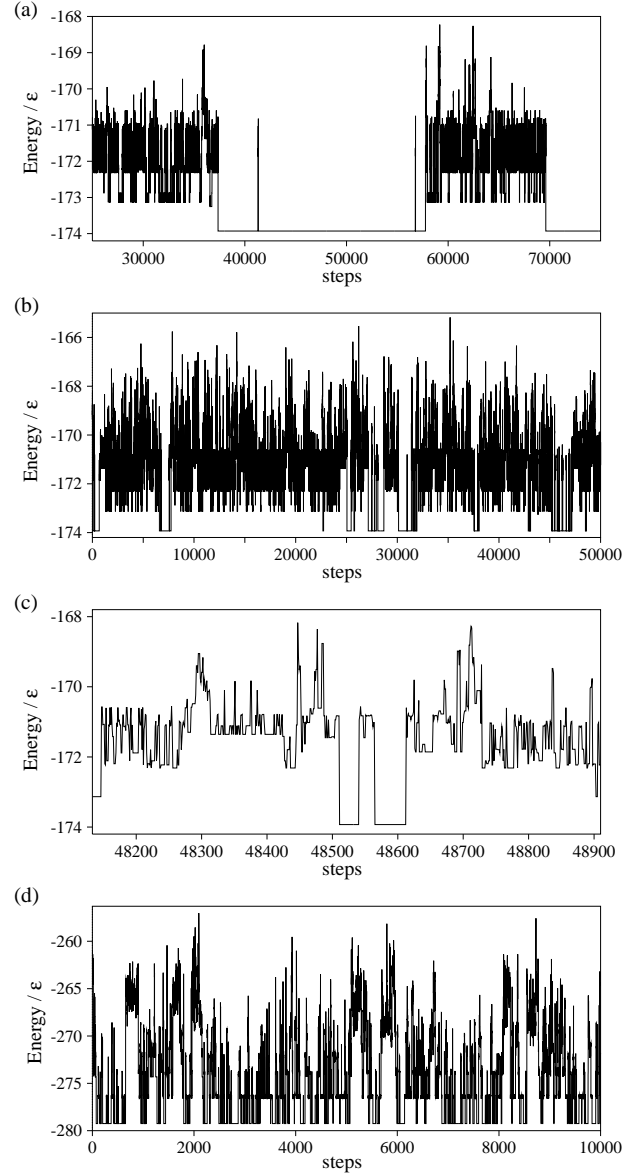 (a)
-168
-169
-170
-171
-172
-173
-174
Energy / ε
30000 40000 50000 60000 70000
steps
(b)
-166
-168
-170
-172
-174
Energy / ε
0 10000 20000 30000 40000 50000
steps
(c)
-168
-170
-172
-174
Energy / ε
48200 48300 48400 48500 48600 48700 48800 48900
steps
(d)
-260
-265
-270
-275
-280
Energy / ε
0 2000 4000 6000 8000 10000
steps